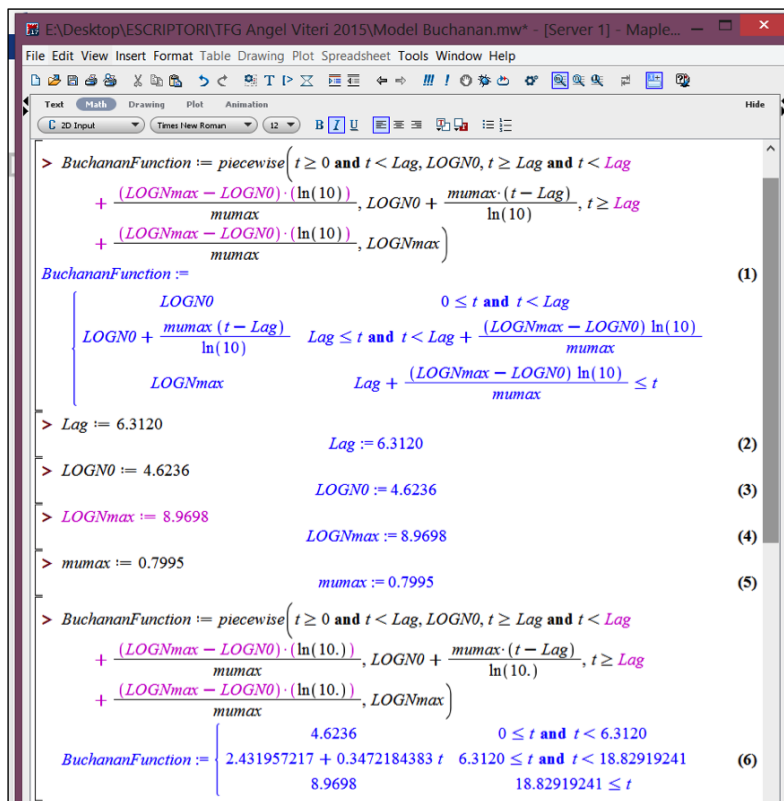 E:\Desktop\ESCRIPTORI\TFG Angel Viteri 2015\Model Buchanan.mw* - [Server 1] - Maple...
File Edit View Insert Format Table Drawing Plot Spreadsheet Tools Window Help
Text Math Drawing Plot Animation Hide
C 2D Input Times New Roman 12 B I U
> BuchananFunction := piecewise(t ≥ 0 and t < Lag, LOGN0, t ≥ Lag and t < Lag
+ (LOGNmax − LOGN0)·(ln(10))/mumax, LOGN0 + mumax·(t − Lag)/ln(10), t ≥ Lag
+ (LOGNmax − LOGN0)·(ln(10))/mumax, LOGNmax)
BuchananFunction := (1)
{ LOGN0 0 ≤ t and t < Lag
LOGN0 + mumax (t − Lag)/ln(10) Lag ≤ t and t < Lag + (LOGNmax − LOGN0) ln(10)/mumax
LOGNmax Lag + (LOGNmax − LOGN0) ln(10)/mumax ≤ t
> Lag := 6.3120
Lag := 6.3120 (2)
> LOGN0 := 4.6236
LOGN0 := 4.6236 (3)
> LOGNmax := 8.9698
LOGNmax := 8.9698 (4)
> mumax := 0.7995
mumax := 0.7995 (5)
> BuchananFunction := piecewise(t ≥ 0 and t < Lag, LOGN0, t ≥ Lag and t < Lag
+ (LOGNmax − LOGN0)·(ln(10.))/mumax, LOGN0 + mumax·(t − Lag)/ln(10.), t ≥ Lag
+ (LOGNmax − LOGN0)·(ln(10.))/mumax, LOGNmax)
4.6236 0 ≤ t and t < 6.3120
BuchananFunction := { 2.431957217 + 0.3472184383 t 6.3120 ≤ t and t < 18.82919241 (6)
8.9698 18.82919241 ≤ t